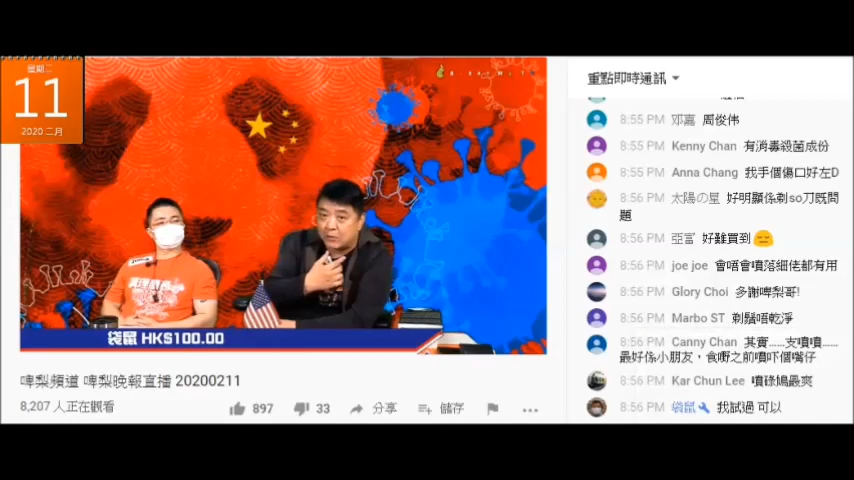 星期二
11
2020 二月
袋鼠 HK$100.00
啤梨頻道 啤梨晚報直播 20200211
8,207 人正在觀看
897
33
分享
儲存
重點即時通訊
8:55 PM 邓嘉 周俊伟
8:55 PM Kenny Chan 有消毒殺菌成份
8:55 PM Anna Chang 我手個傷口好左D
8:56 PM 太陽の星 好明顯係剃so刀既問
題
8:56 PM 亞富 好難買到
8:56 PM joe joe 會唔會噴落細佬都有用
8:56 PM Glory Choi 多謝啤梨哥!
8:56 PM Marbo ST 剃鬚唔乾淨
8:56 PM Canny Chan 其實......支噴噴......
最好係小朋友，食嘢之前噴吓個嘴仔
8:56 PM Kar Chun Lee 噴碌鳩最爽
8:56 PM 袋鼠 我試過 可以